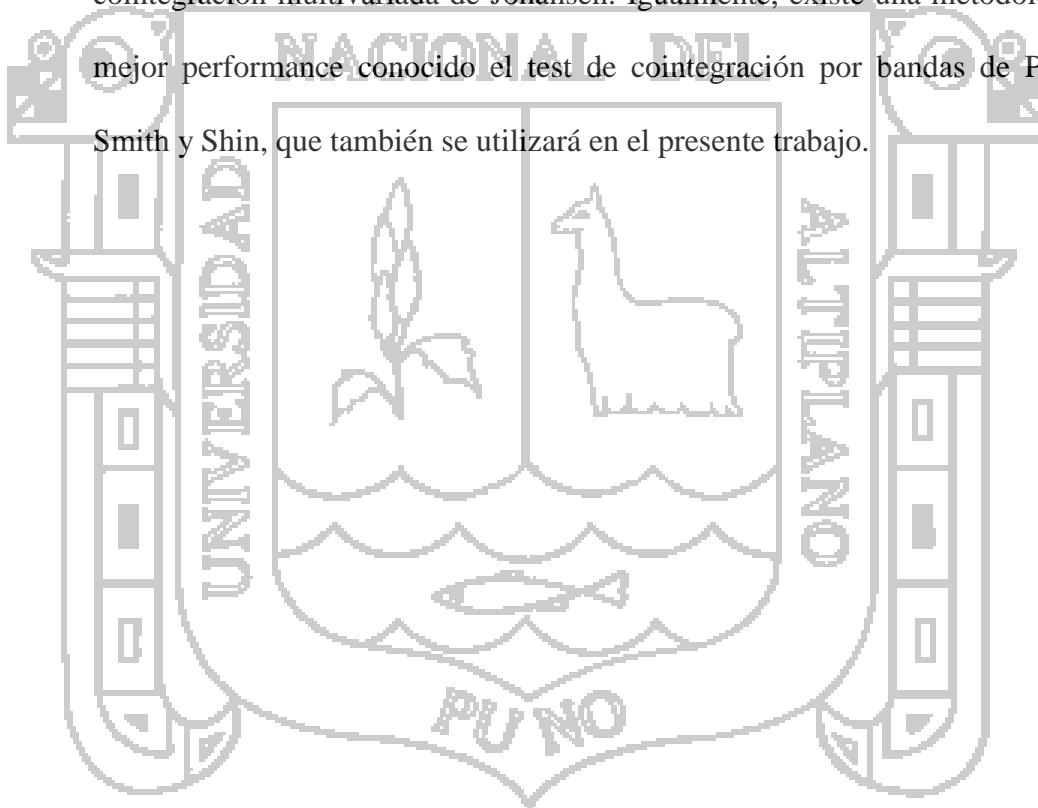 cointegración multivariada de Johansen. Igualmente, existe una
mejor performance conocido el test de cointegración por bandas de
Smith y Shin, que también se utilizará en el presente trabajo.
NACIONAL DEL
UNIVERSIDAD
ALTIPLANO
PUNO